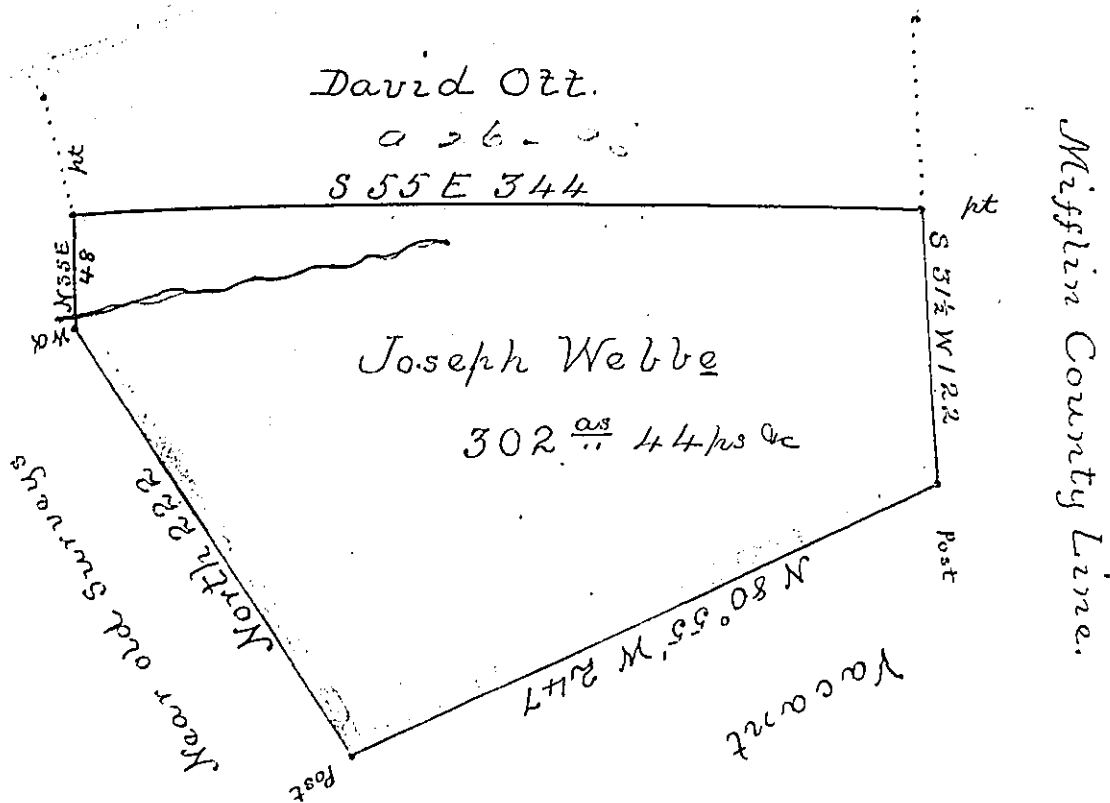 David Ott.
S 55 E 344
pt
pt
N 35 E
48
S 31½ W 122
Joseph Webbe
302 as 44 ps &c
Mifflin County Line.
North 222
Near old Surveys
N 80° 55' W 247
Vacant
Post
Post